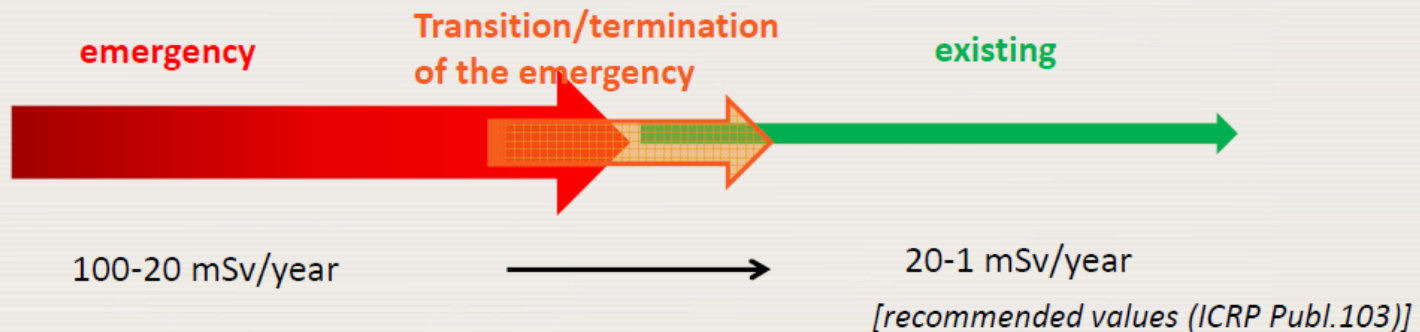 emergency
Transition/termination
of the emergency
existing
100-20 mSv/year
20-1 mSv/year
[recommended values (ICRP Publ.103)]